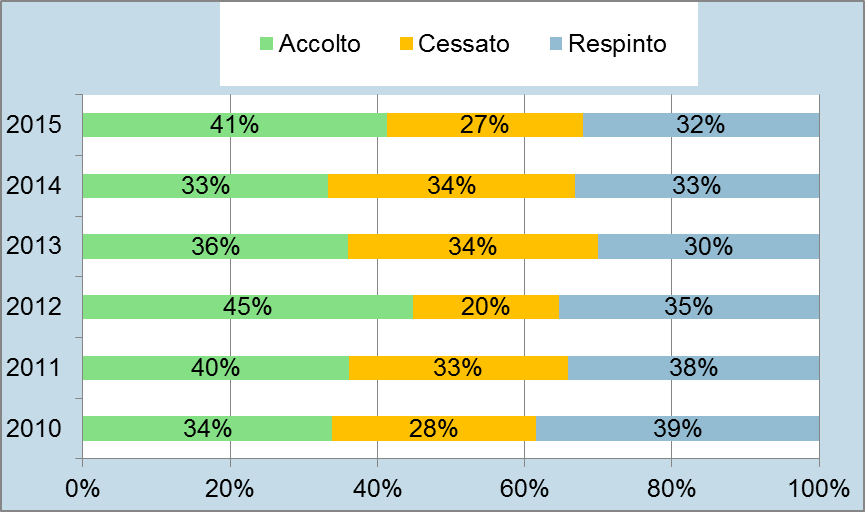 Accolto Cessato Respinto
2015 41% 27% 32%
2014 33% 34% 33%
2013 36% 34% 30%
2012 45% 20% 35%
2011 40% 33% 38%
2010 34% 28% 39%
0% 20% 40% 60% 80% 100%